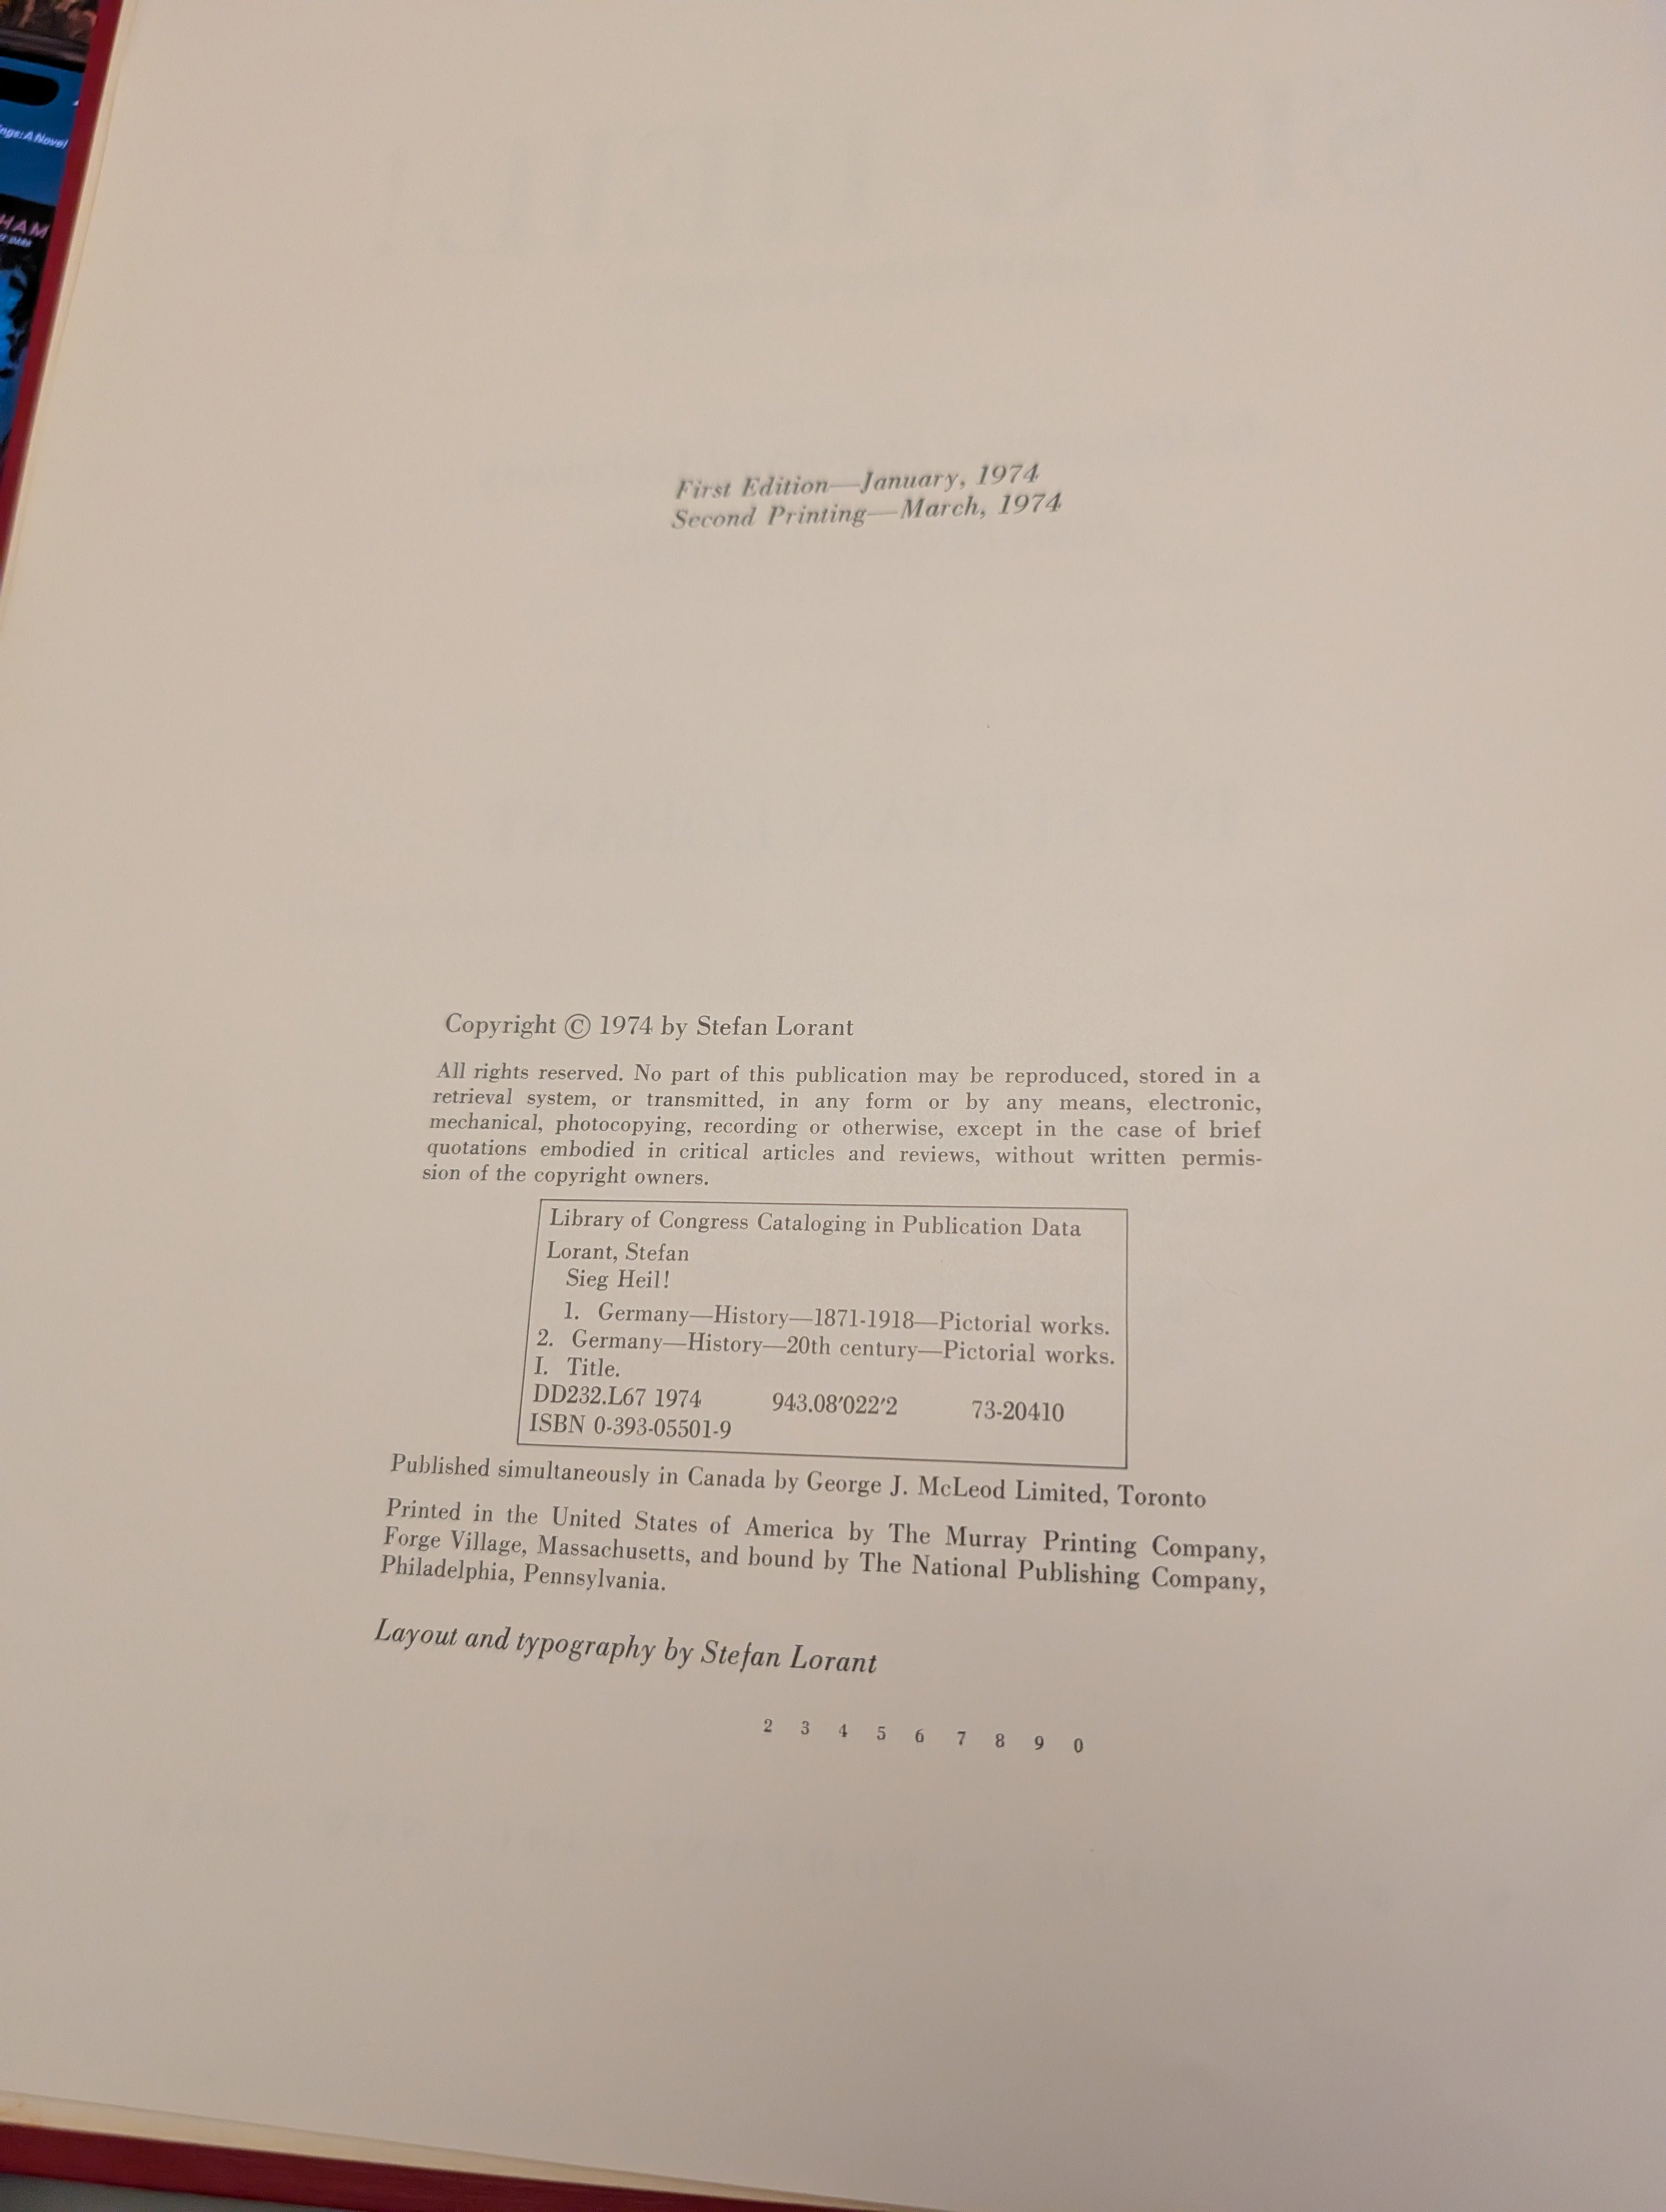 ngs: A Novel
HAM
First Edition—January, 1974
Second Printing—March, 1974
Copyright © 1974 by Stefan Lorant
All rights reserved. No part of this publication may be reproduced, stored in a
retrieval system, or transmitted, in any form or by any means, electronic,
mechanical, photocopying, recording or otherwise, except in the case of brief
quotations embodied in critical articles and reviews, without written permis-
sion of the copyright owners.
Library of Congress Cataloging in Publication Data
Lorant, Stefan
Sieg Heil!
1. Germany—History—1871-1918—Pictorial works.
2. Germany—History—20th century—Pictorial works.
I. Title.
DD232.L67 1974 943.08′022′2 73-20410
ISBN 0-393-05501-9
Published simultaneously in Canada by George J. McLeod Limited, Toronto
Printed in the United States of America by The Murray Printing Company,
Forge Village, Massachusetts, and bound by The National Publishing Company,
Philadelphia, Pennsylvania.
Layout and typography by Stefan Lorant
2 3 4 5 6 7 8 9 0